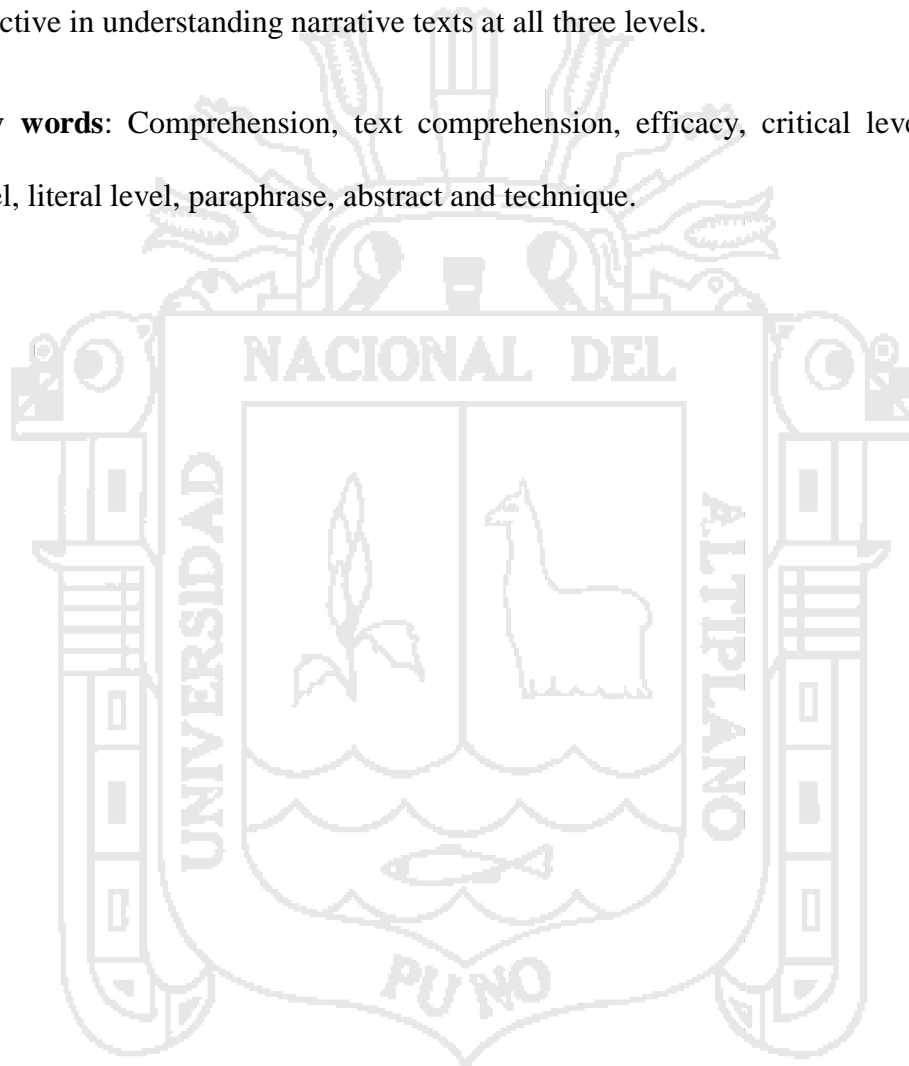 ctive in understanding narrative texts at all three levels.
words: Comprehension, text comprehension, efficacy, critical leve
el, literal level, paraphrase, abstract and technique.
NACIONAL DEL
UNIVERSIDAD
ALTIPLANO
PUNO